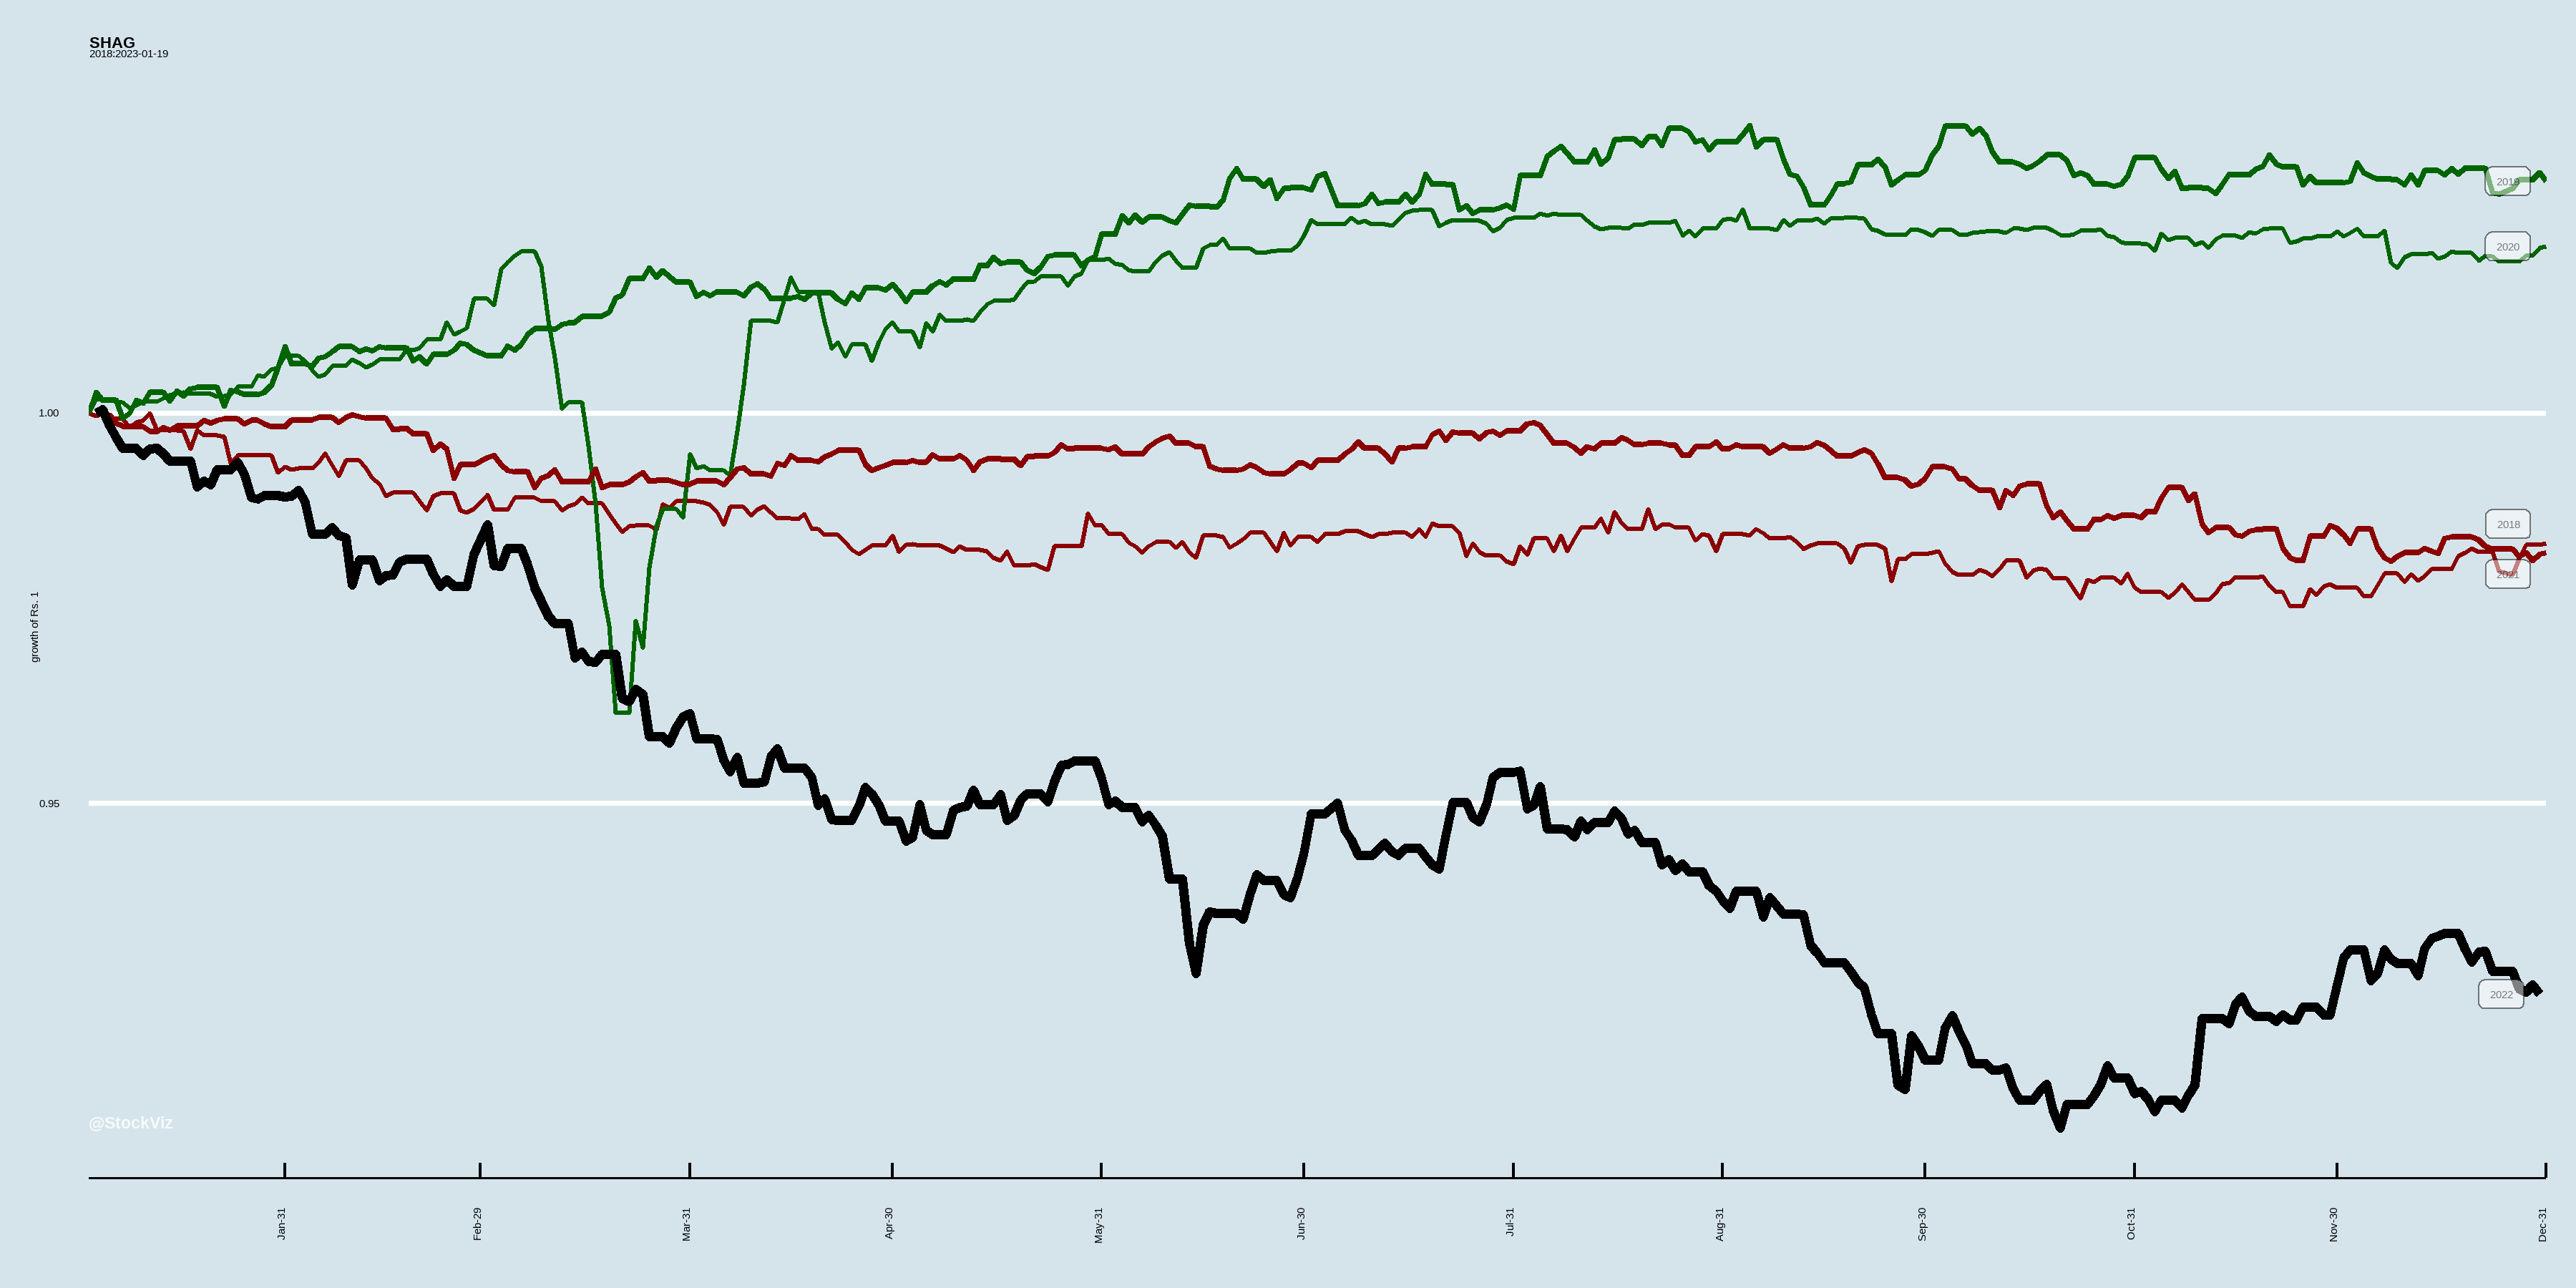 SHAG
2018:2023-01-19
2019
2020
1.00
2018
2021
growth of Rs. 1
0.95
2022
@StockViz
Jan-31
Feb-29
Mar-31
Apr-30
May-31
Jun-30
Jul-31
Aug-31
Sep-30
Oct-31
Nov-30
Dec-31